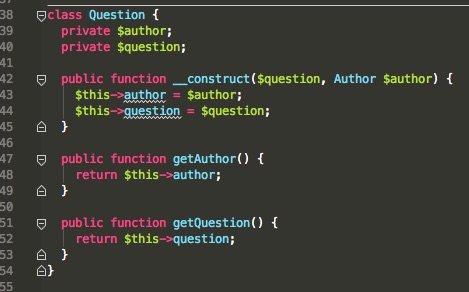 38 class Question {
39 private $author;
40 private $question;
41
42 public function __construct($question, Author $author) {
43 $this->author = $author;
44 $this->question = $question;
45 }
46
47 public function getAuthor() {
48 return $this->author;
49 }
50
51 public function getQuestion() {
52 return $this->question;
53 }
54 }
55